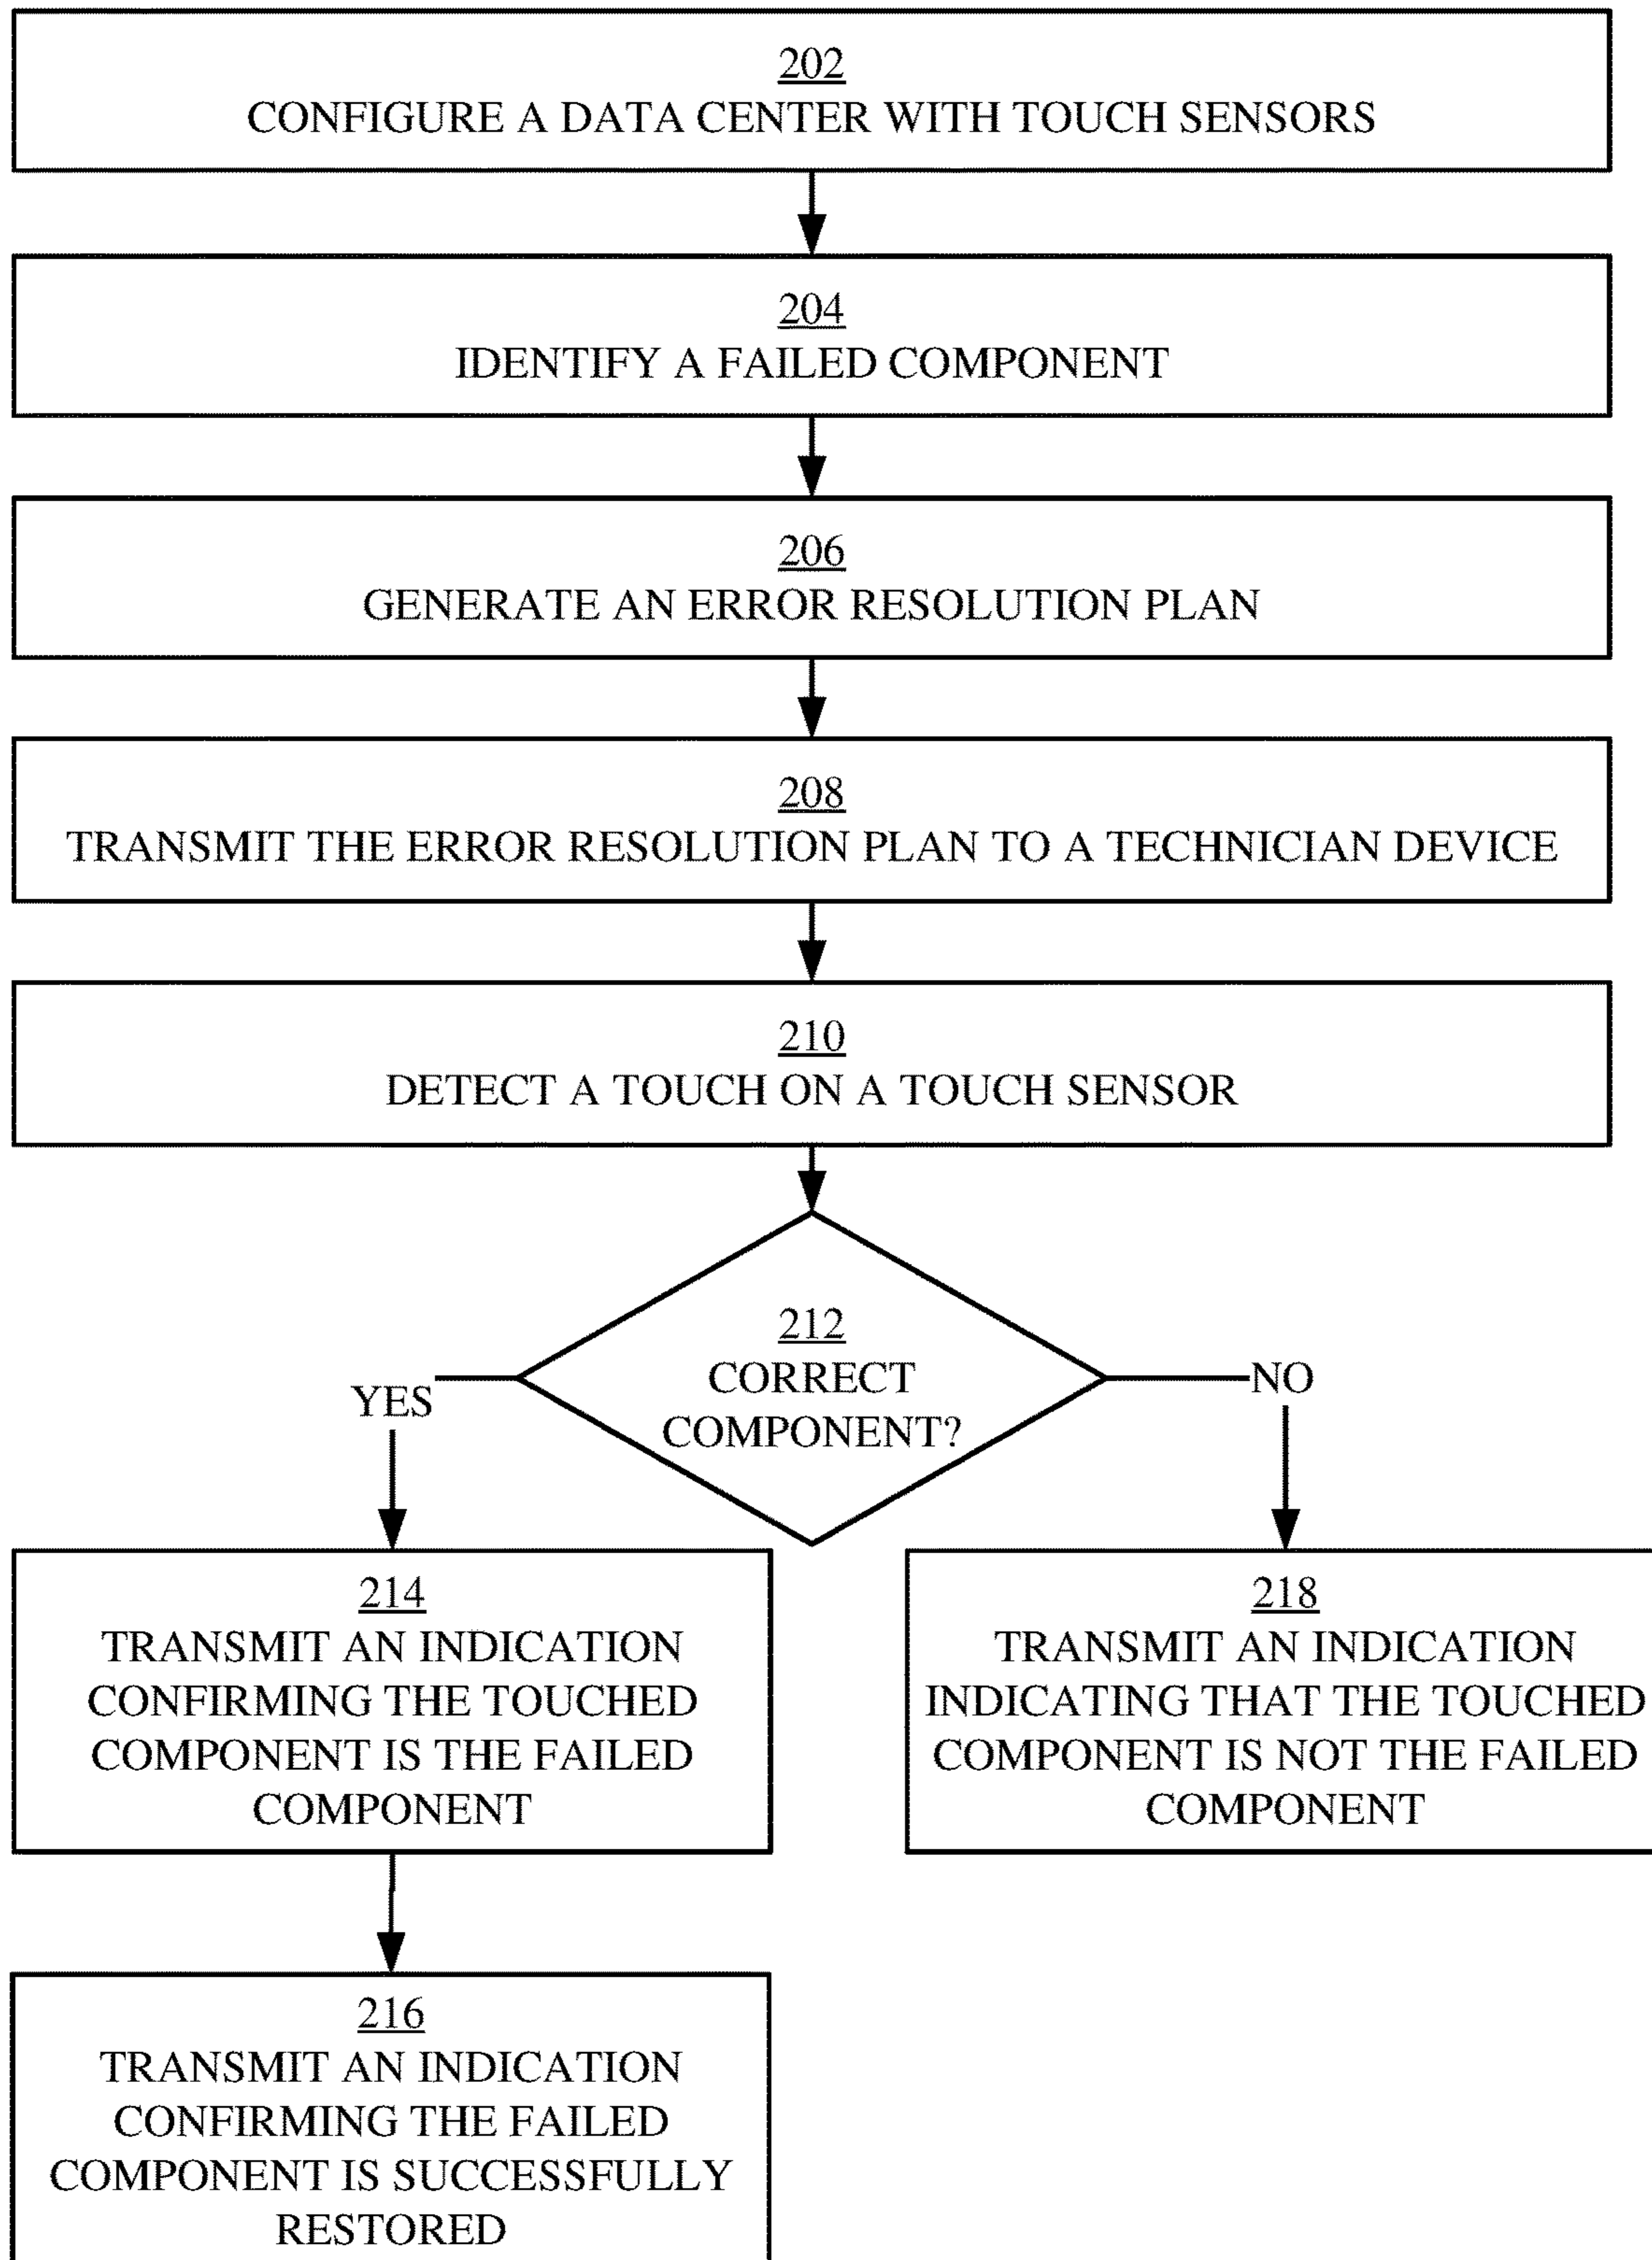 202
CONFIGURE A DATA CENTER WITH TOUCH SENSORS
204
IDENTIFY A FAILED COMPONENT
206
GENERATE AN ERROR RESOLUTION PLAN
208
TRANSMIT THE ERROR RESOLUTION PLAN TO A TECHNICIAN DEVICE
210
DETECT A TOUCH ON A TOUCH SENSOR
212
CORRECT
COMPONENT?
YES
NO
214
TRANSMIT AN INDICATION
CONFIRMING THE TOUCHED
COMPONENT IS THE FAILED
COMPONENT
218
TRANSMIT AN INDICATION
INDICATING THAT THE TOUCHED
COMPONENT IS NOT THE FAILED
COMPONENT
216
TRANSMIT AN INDICATION
CONFIRMING THE FAILED
COMPONENT IS SUCCESSFULLY
RESTORED